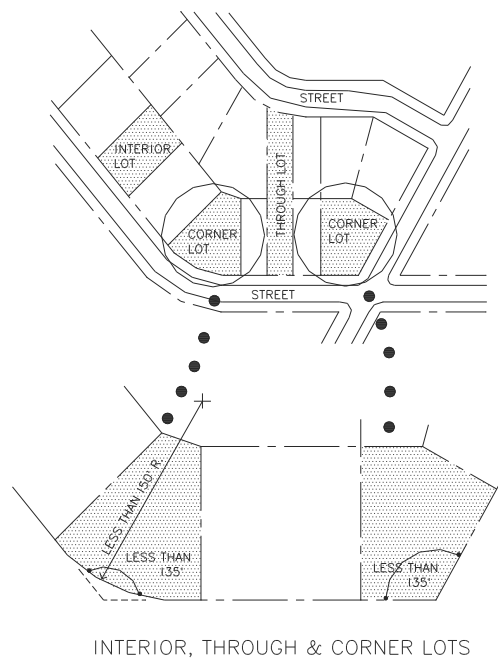 STREET
INTERIOR
LOT
THROUGH LOT
CORNER
LOT
CORNER
LOT
STREET
LESS THAN 150' R.
LESS THAN
135'
LESS THAN
135'
INTERIOR, THROUGH & CORNER LOTS